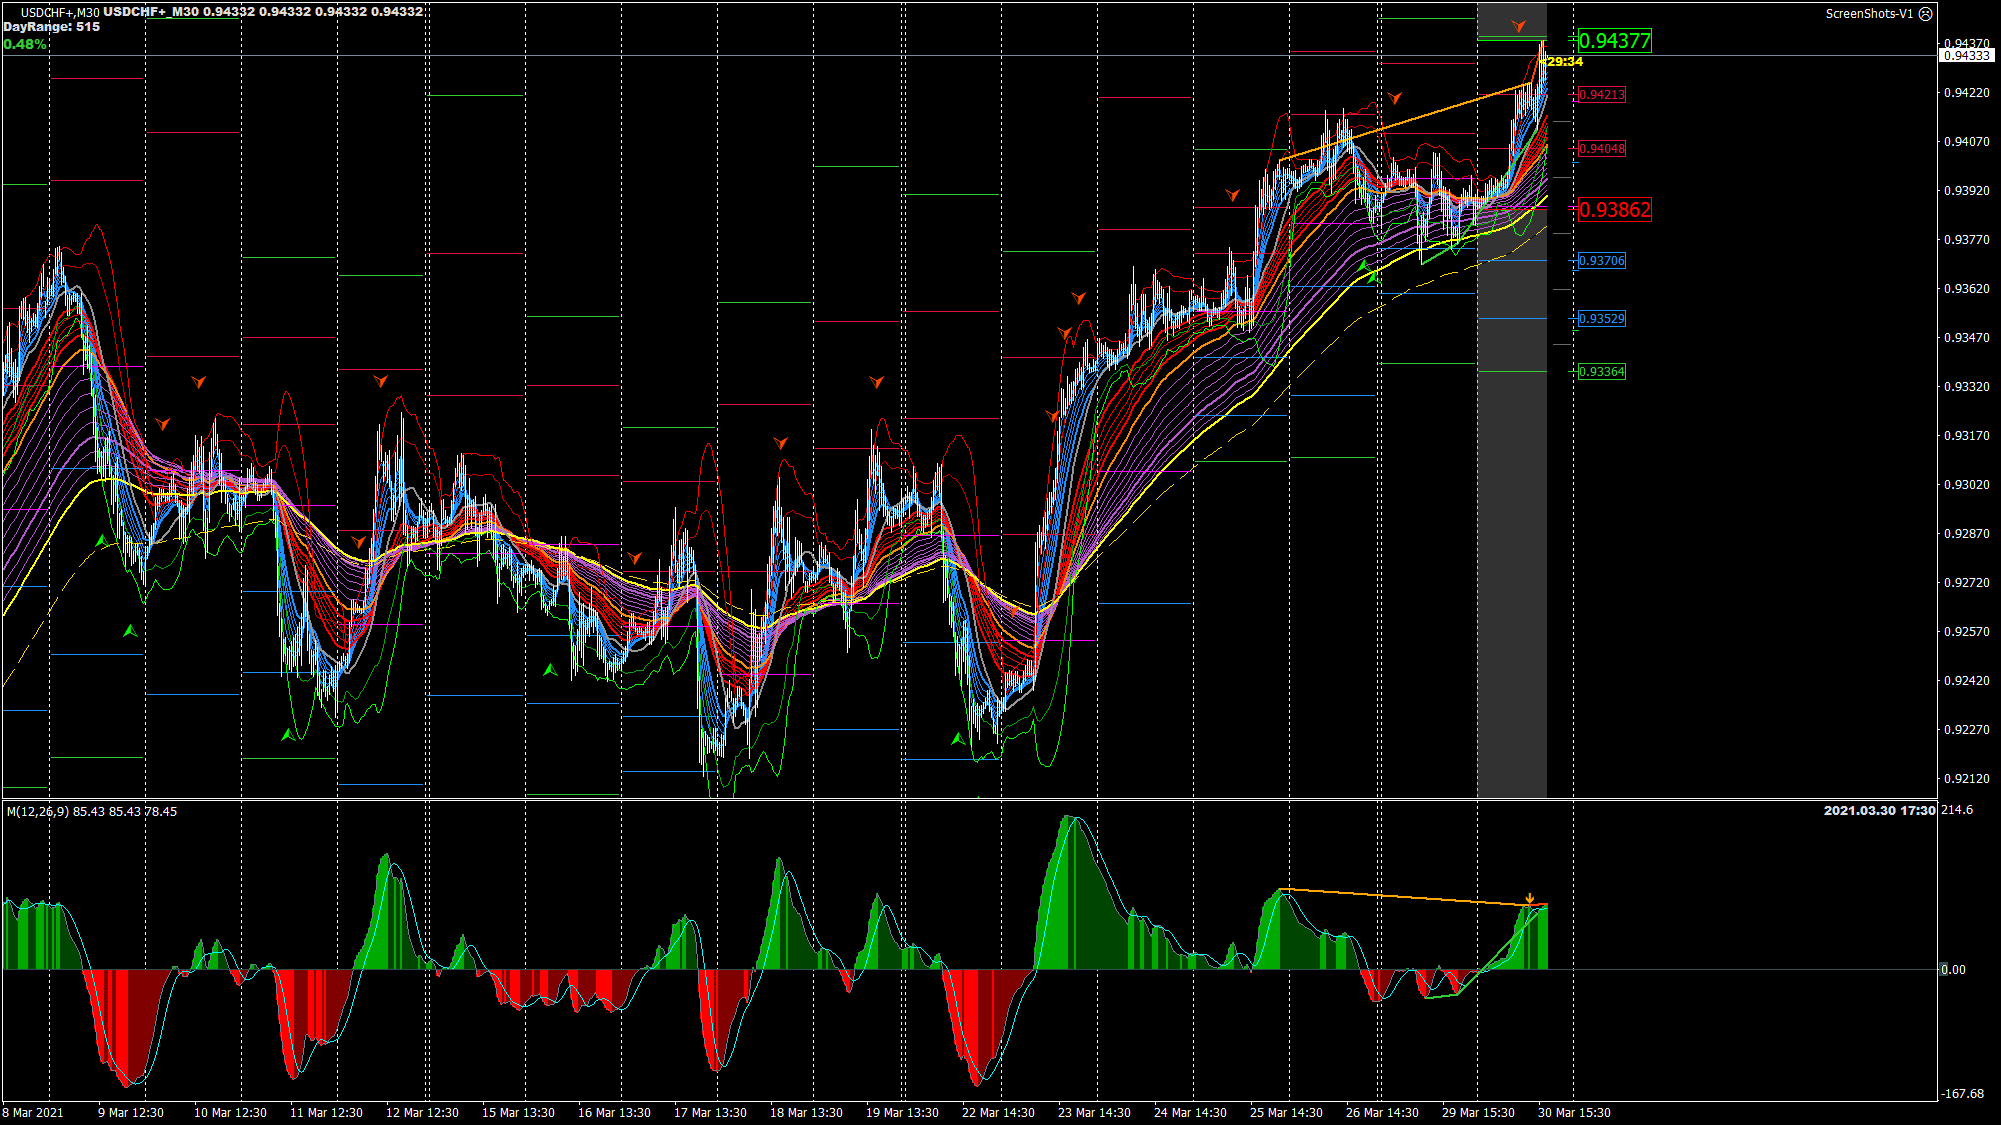 USDCHF+,M30 USDCHF+_M30 0.94332 0.94332 0.94332 0.94332
DayRange: 515
0.48%
ScreenShots-V1
0.94377
29:34
0.94213
0.94048
0.93862
0.93706
0.93529
0.93364
0.94370
0.94333
0.94220
0.94070
0.93920
0.93770
0.93620
0.93470
0.93320
0.93170
0.93020
0.92870
0.92720
0.92570
0.92420
0.92270
0.92120
M(12,26,9) 85.43 85.43 78.45
2021.03.30 17:30
214.6
0.00
-167.68
8 Mar 2021
9 Mar 12:30
10 Mar 12:30
11 Mar 12:30
12 Mar 12:30
15 Mar 13:30
16 Mar 13:30
17 Mar 13:30
18 Mar 13:30
19 Mar 13:30
22 Mar 14:30
23 Mar 14:30
24 Mar 14:30
25 Mar 14:30
26 Mar 14:30
29 Mar 15:30
30 Mar 15:30